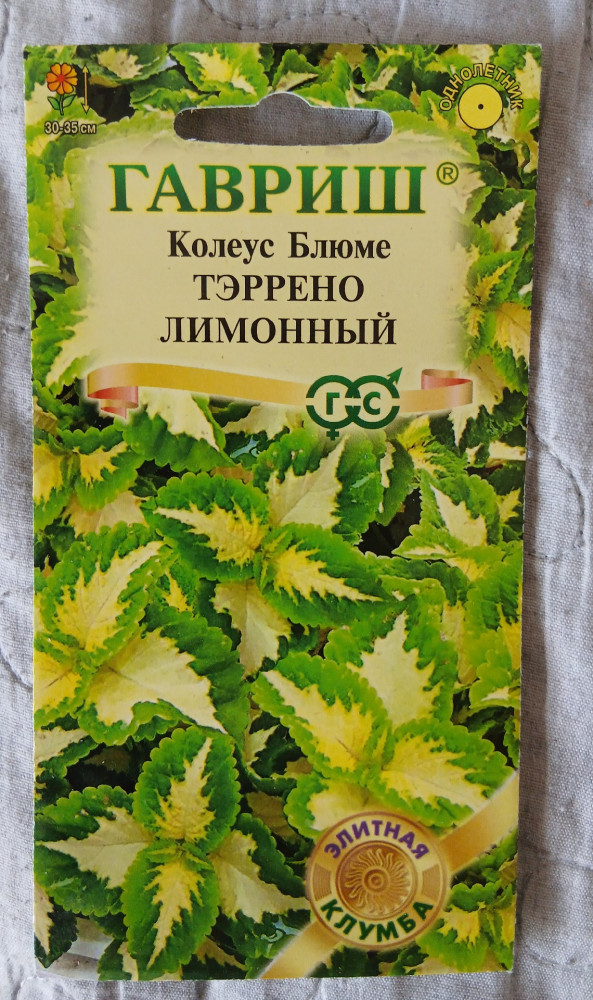 30-35 см
ОДНОЛЕТНИК
ГАВРИШ®
Колеус Блюме
ТЭРРЕНО
ЛИМОННЫЙ
Г С
ЭЛИТНАЯ
КЛУМБА